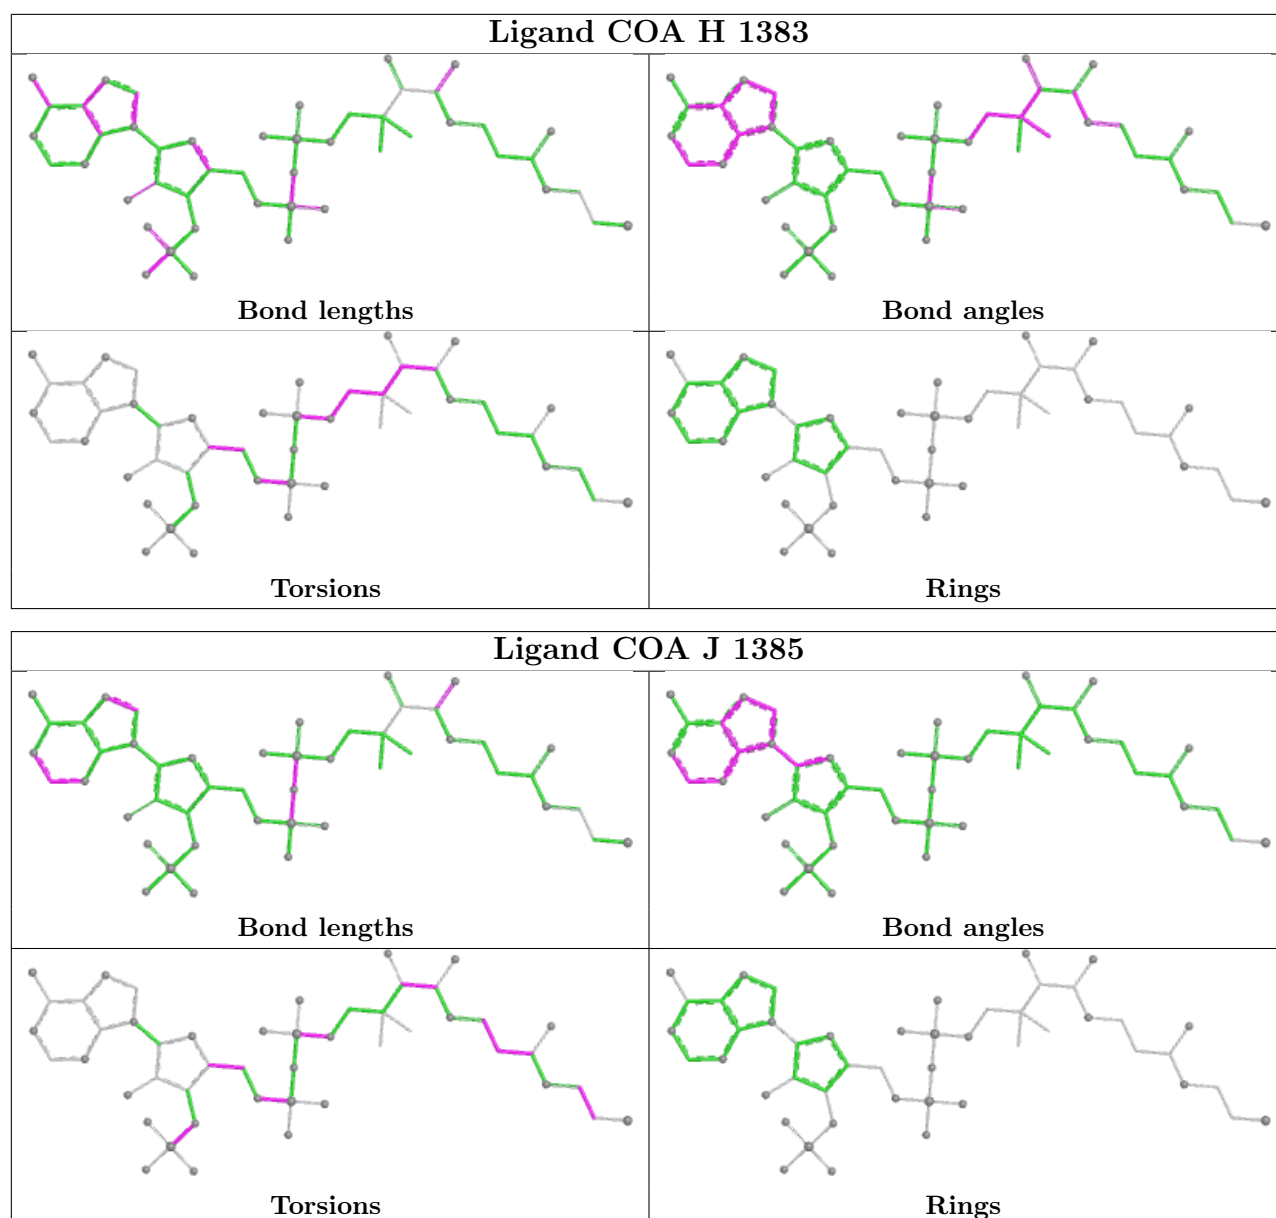 Ligand COA H 1383
Bond lengths
Bond angles
Torsions
Rings
Ligand COA J 1385
Bond lengths
Bond angles
Torsions
Rings